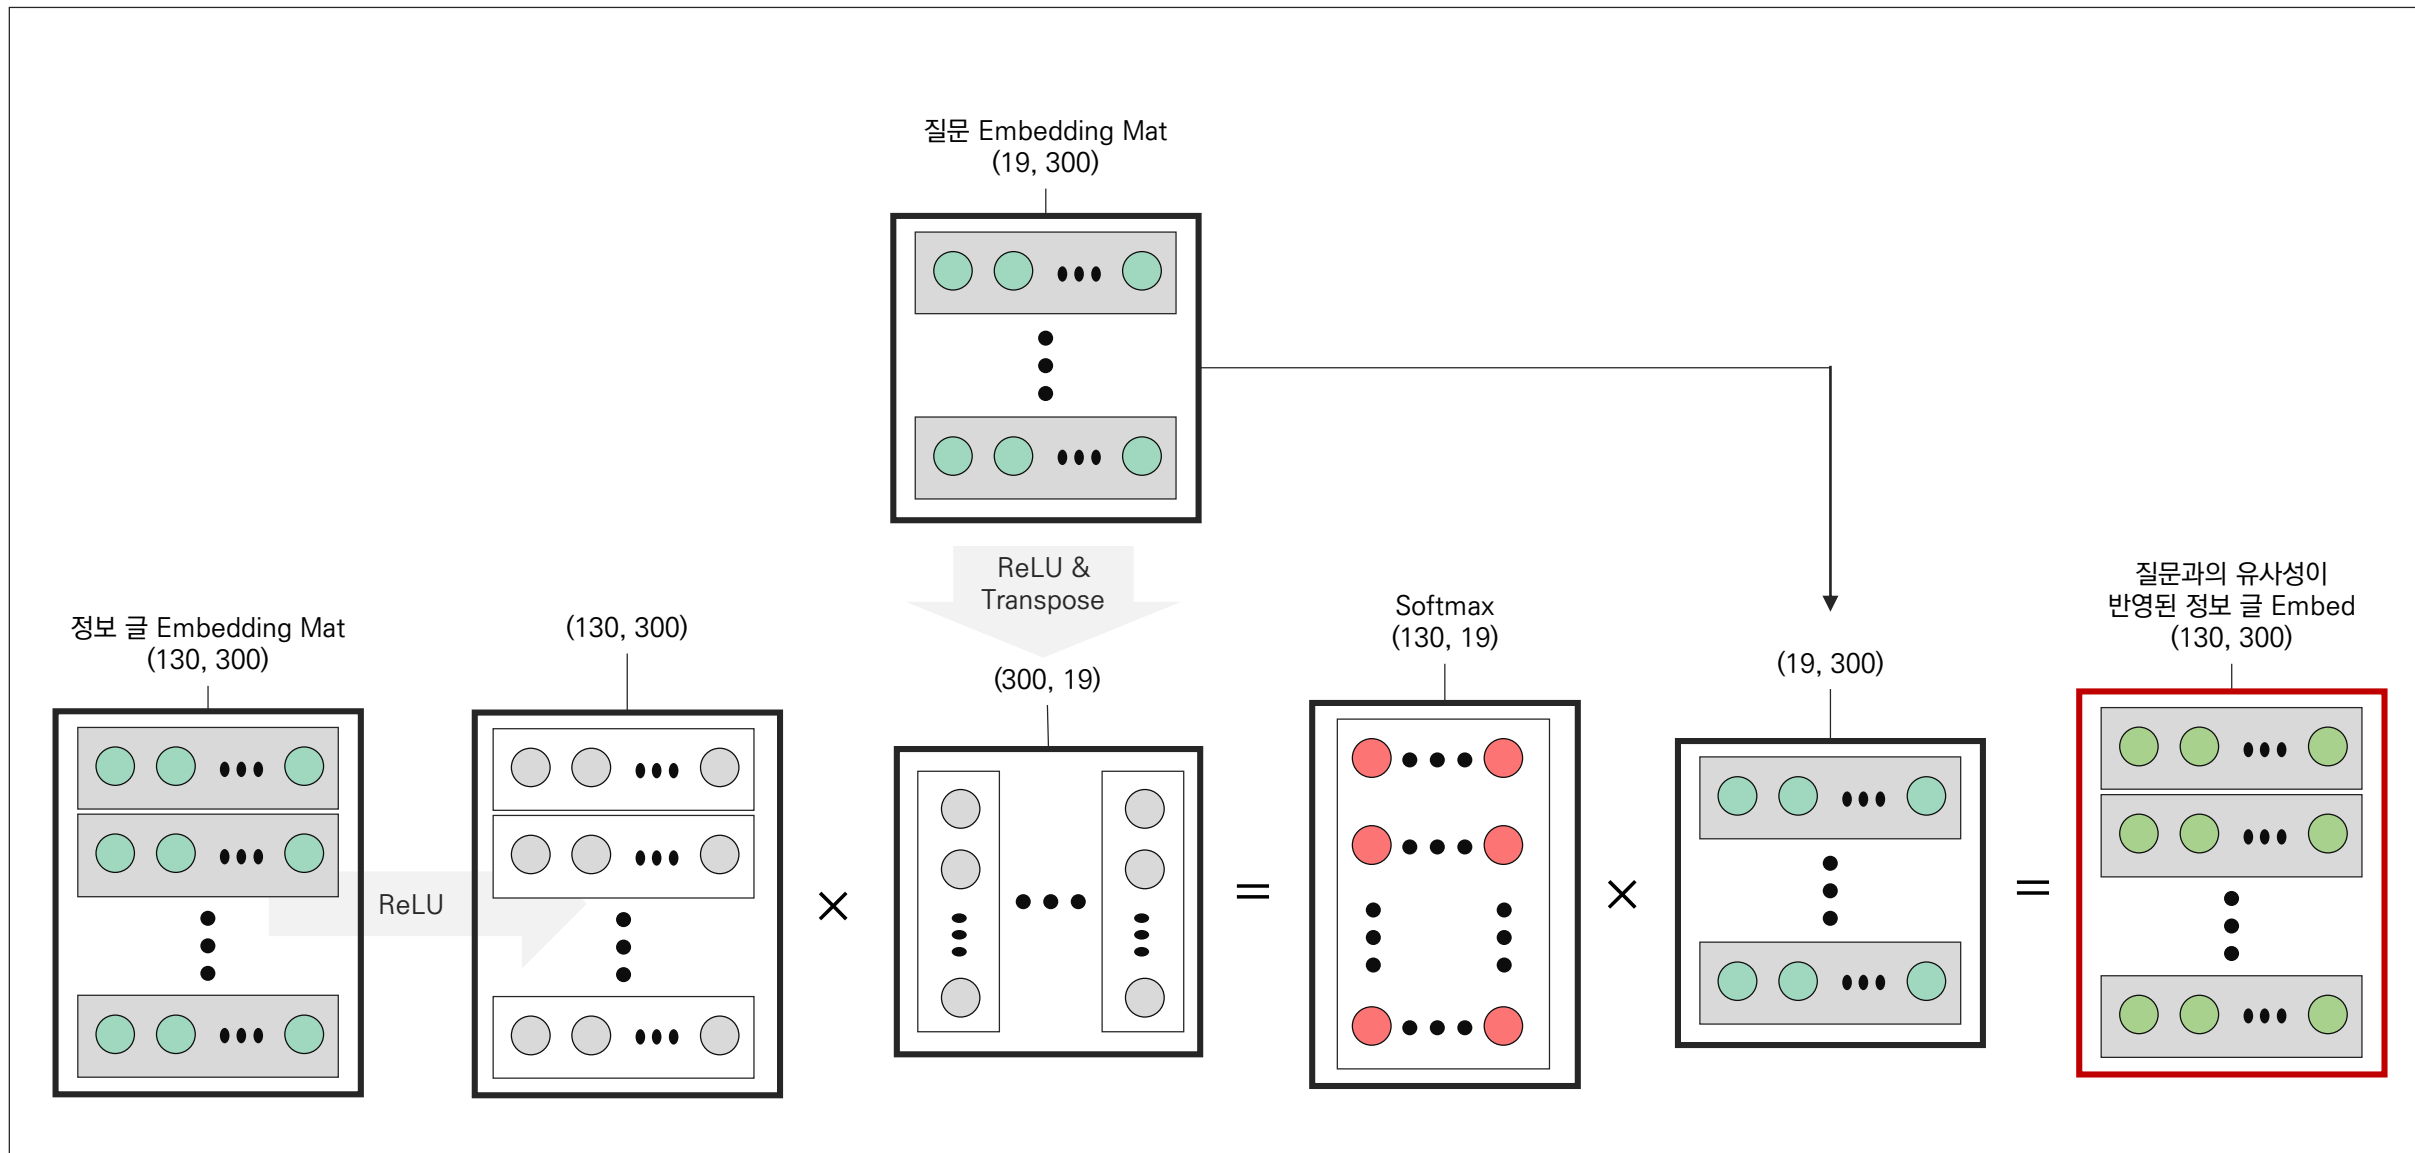 질문 Embedding Mat
(19, 300)
ReLU &
Transpose
정보 글 Embedding Mat
(130, 300)
ReLU
(130, 300)
×
(300, 19)
=
Softmax
(130, 19)
×
(19, 300)
=
질문과의 유사성이
반영된 정보 글 Embed
(130, 300)